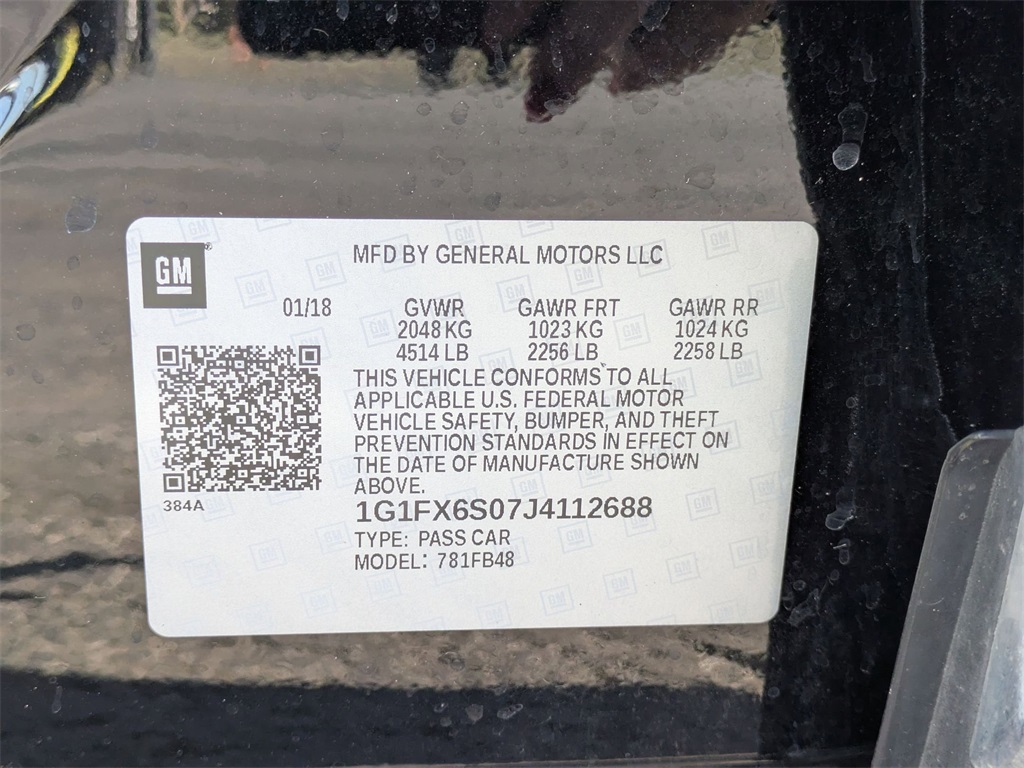 GM
MFD BY GENERAL MOTORS LLC
01/18 GVWR GAWR FRT GAWR RR
2048 KG 1023 KG 1024 KG
4514 LB 2256 LB 2258 LB
THIS VEHICLE CONFORMS TO ALL
APPLICABLE U.S. FEDERAL MOTOR
VEHICLE SAFETY, BUMPER, AND THEFT
PREVENTION STANDARDS IN EFFECT ON
THE DATE OF MANUFACTURE SHOWN
ABOVE.
384A
1G1FX6S07J4112688
TYPE: PASS CAR
MODEL: 781FB48